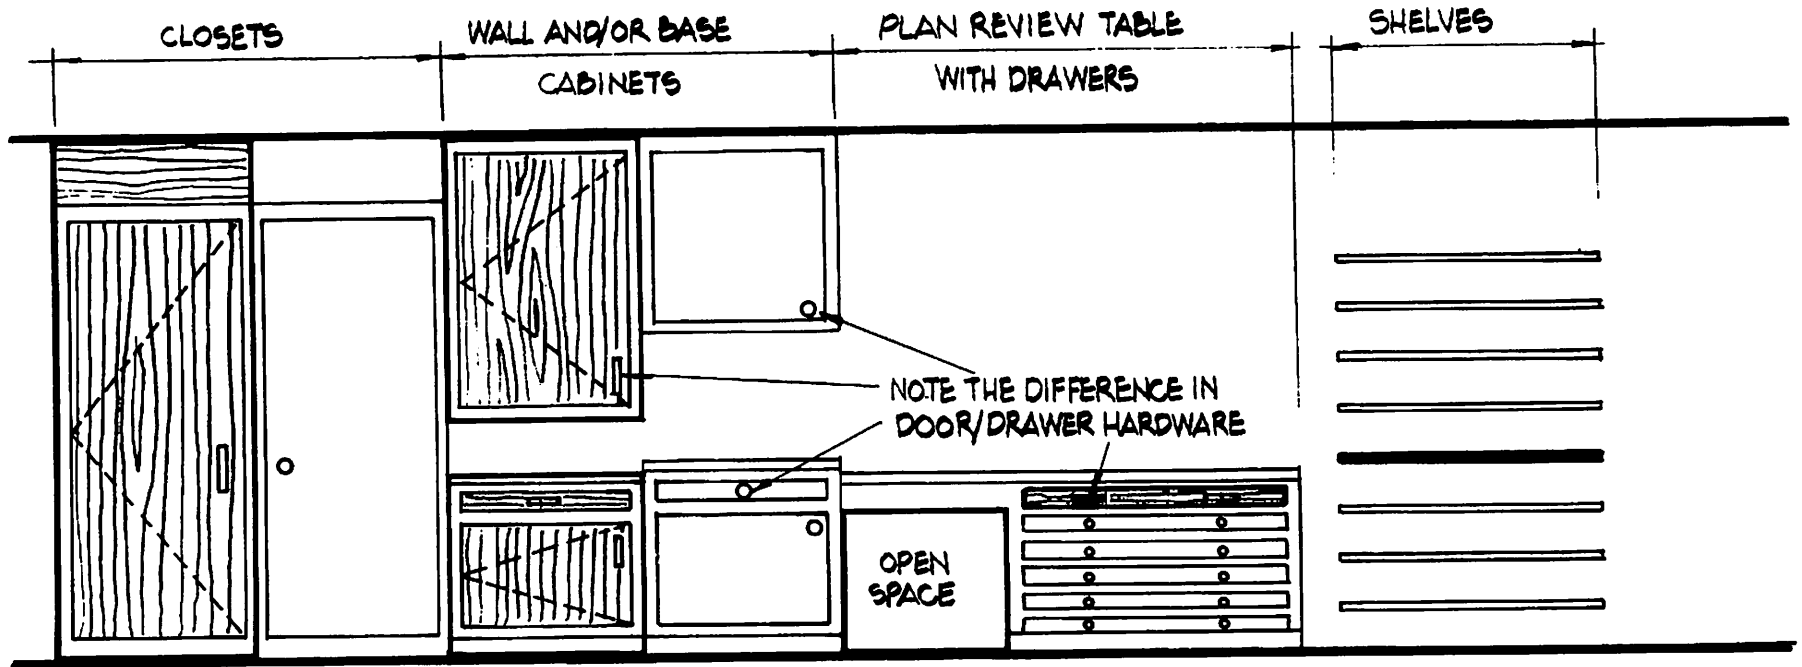 CLOSETS
WALL AND/OR BASE
CABINETS
PLAN REVIEW TABLE
WITH DRAWERS
SHELVES
NOTE THE DIFFERENCE IN
DOOR/DRAWER HARDWARE
OPEN
SPACE